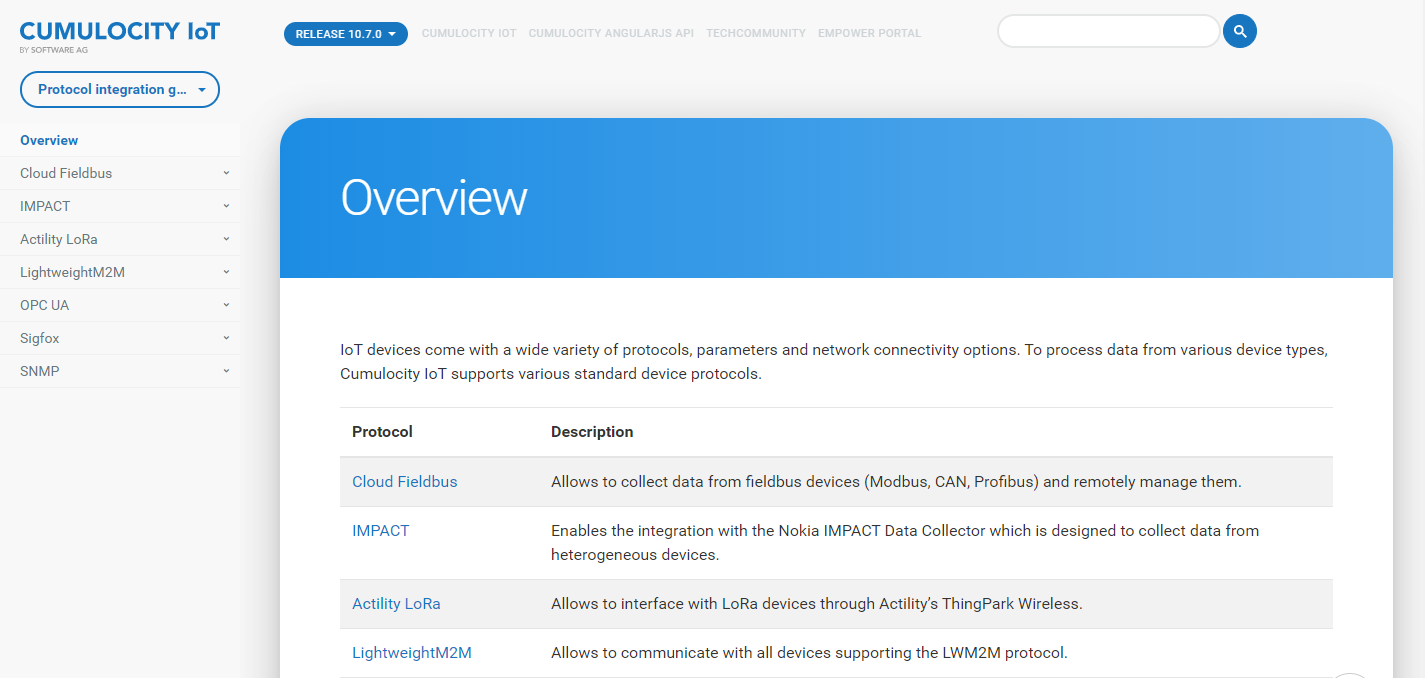 CUMULOCITY IoT
BY SOFTWARE AG
RELEASE 10.7.0
CUMULOCITY IOT
CUMULOCITY ANGULARJS API
TECHCOMMUNITY
EMPOWER PORTAL
Protocol integration g...
Overview
Cloud Fieldbus
IMPACT
Actility LoRa
LightweightM2M
OPC UA
Sigfox
SNMP
Overview
IoT devices come with a wide variety of protocols, parameters and network connectivity options. To process data from various device types,
Cumulocity IoT supports various standard device protocols.
Protocol Description
Cloud Fieldbus Allows to collect data from fieldbus devices (Modbus, CAN, Profibus) and remotely manage them.
IMPACT Enables the integration with the Nokia IMPACT Data Collector which is designed to collect data from
heterogeneous devices.
Actility LoRa Allows to interface with LoRa devices through Actility’s ThingPark Wireless.
LightweightM2M Allows to communicate with all devices supporting the LWM2M protocol.